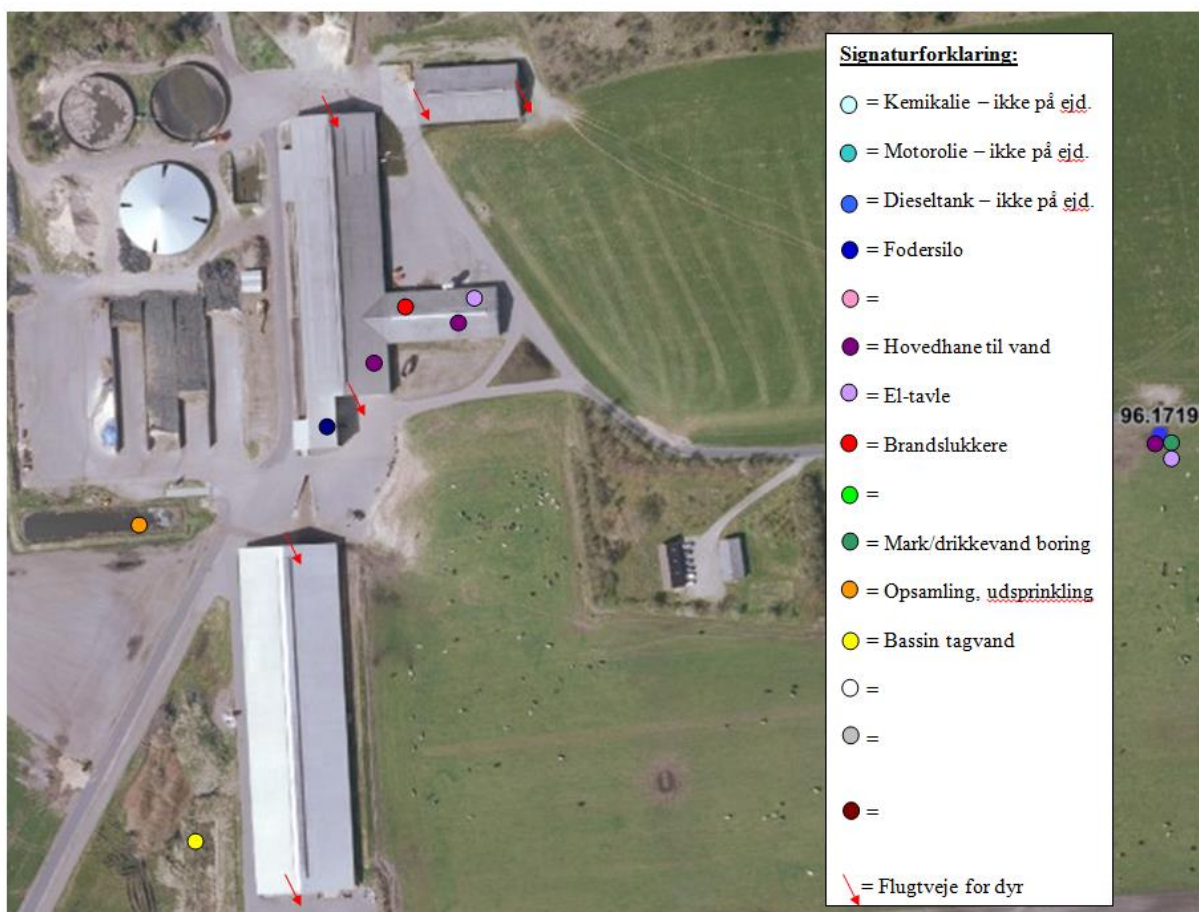 Signaturforklaring:
= Kemikalie – ikke på ejd.
= Motorolie – ikke på ejd.
= Dieseltank – ikke på ejd.
= Fodersilo
=
= Hovedhane til vand
= El-tavle
= Brandslukkere
=
= Mark/drikkevand boring
= Opsamling, udsprinkling
= Bassin tagvand
=
=
=
= Flugtveje for dyr
96.1719